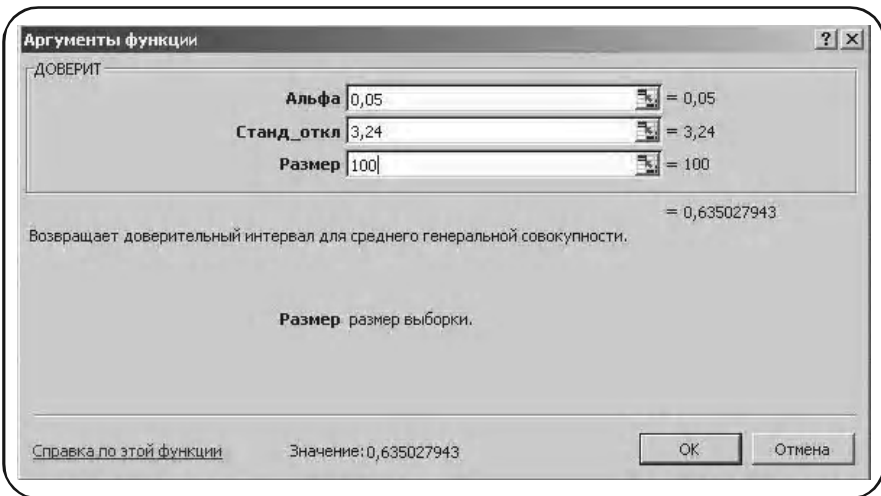 Аргументы функции
ДОВЕРИТ
Альфа 0,05 = 0,05
Станд_откл 3,24 = 3,24
Размер 100 = 100
= 0,635027943
Возвращает доверительный интервал для среднего генеральной совокупности.
Размер размер выборки.
Справка по этой функции Значение:0,635027943 OK Отмена